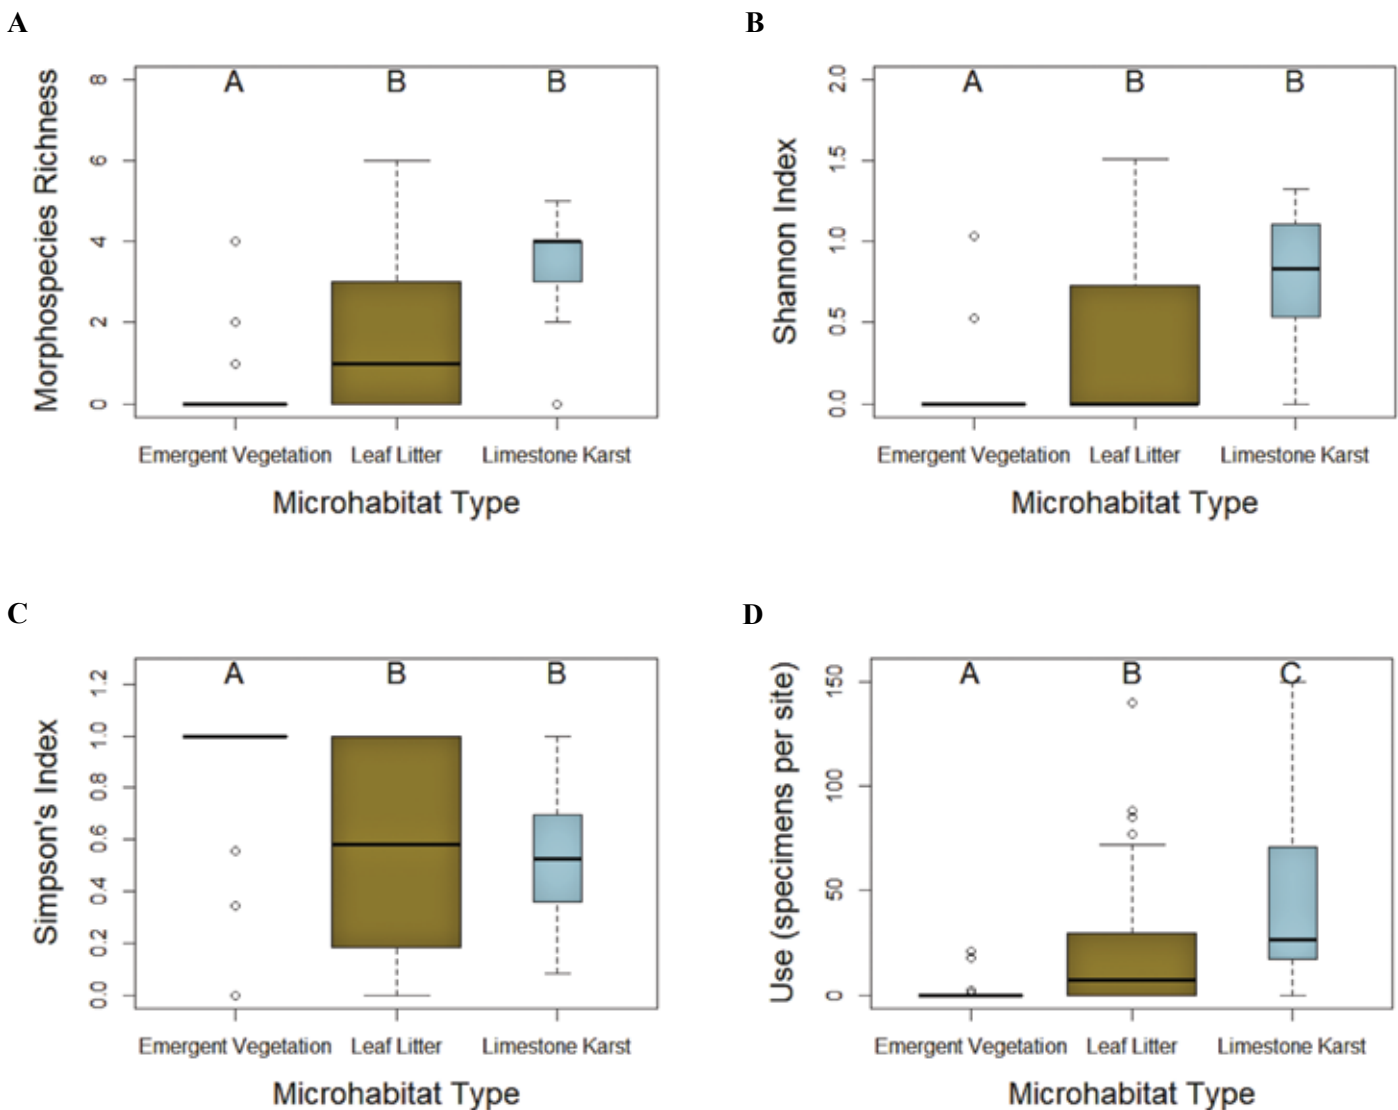 A
Morphospecies Richness
8
6
4
2
0
A B B
Emergent Vegetation Leaf Litter Limestone Karst
Microhabitat Type
B
Shannon Index
2.0
1.5
1.0
0.5
0.0
A B B
Emergent Vegetation Leaf Litter Limestone Karst
Microhabitat Type
C
Simpson's Index
1.2
1.0
0.8
0.6
0.4
0.2
0.0
A B B
Emergent Vegetation Leaf Litter Limestone Karst
Microhabitat Type
D
Use (specimens per site)
150
100
50
0
A B C
Emergent Vegetation Leaf Litter Limestone Karst
Microhabitat Type